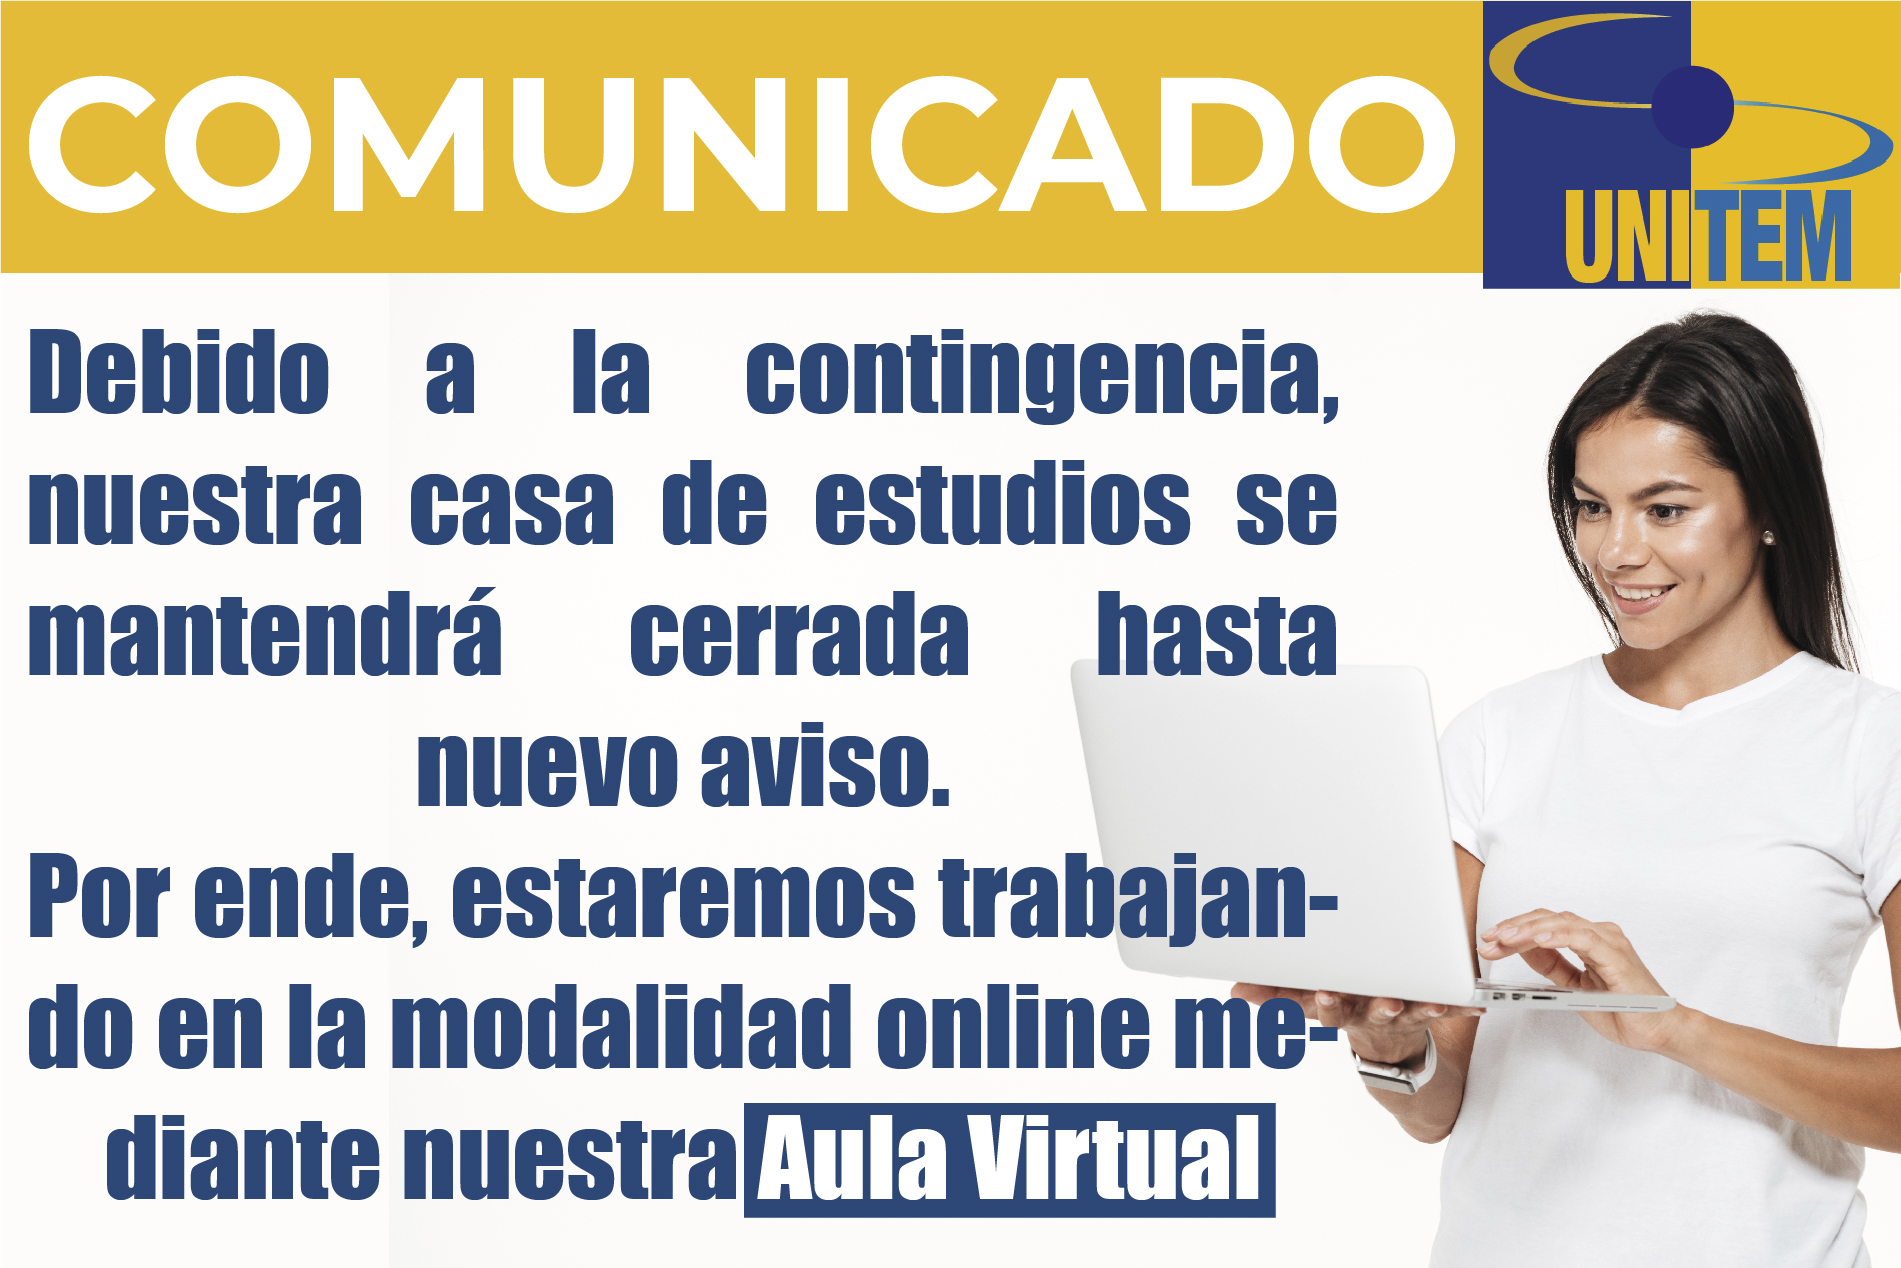 COMUNICADO
UNITEM
Debido a la contingencia,
nuestra casa de estudios se
mantendrá cerrada hasta
nuevo aviso.
Por ende, estaremos trabajan-
do en la modalidad online me-
diante nuestra Aula Virtual